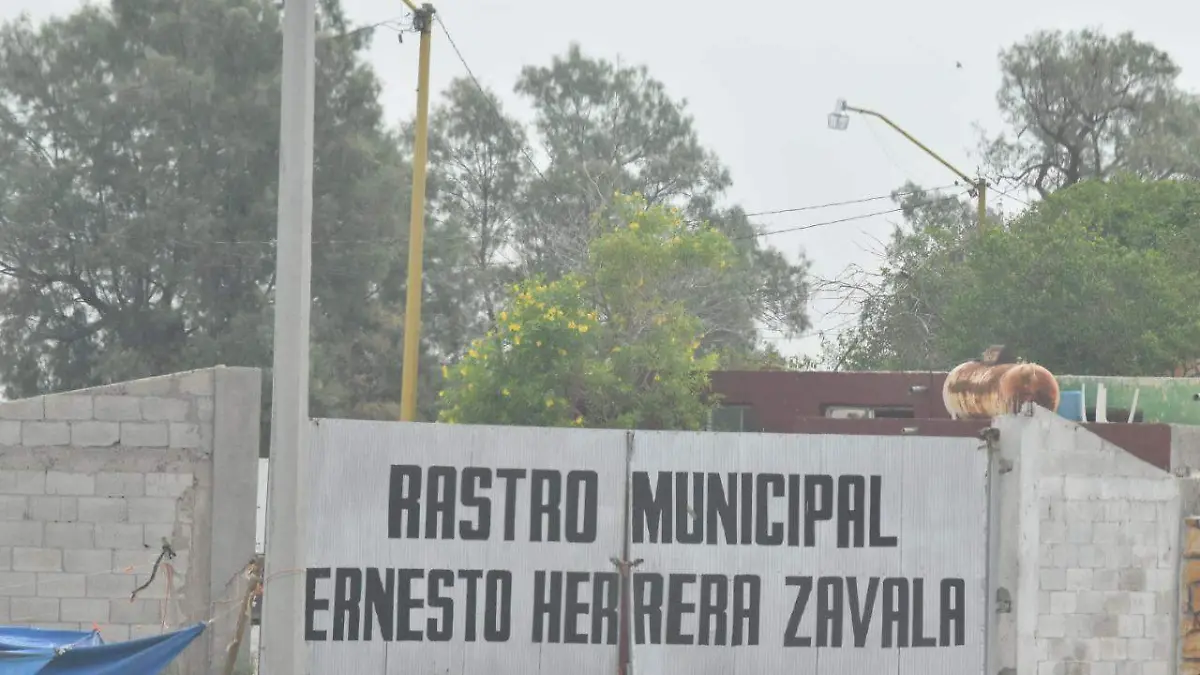 RASTRO MUNICIPAL
ERNESTO HERRERA ZAVALA